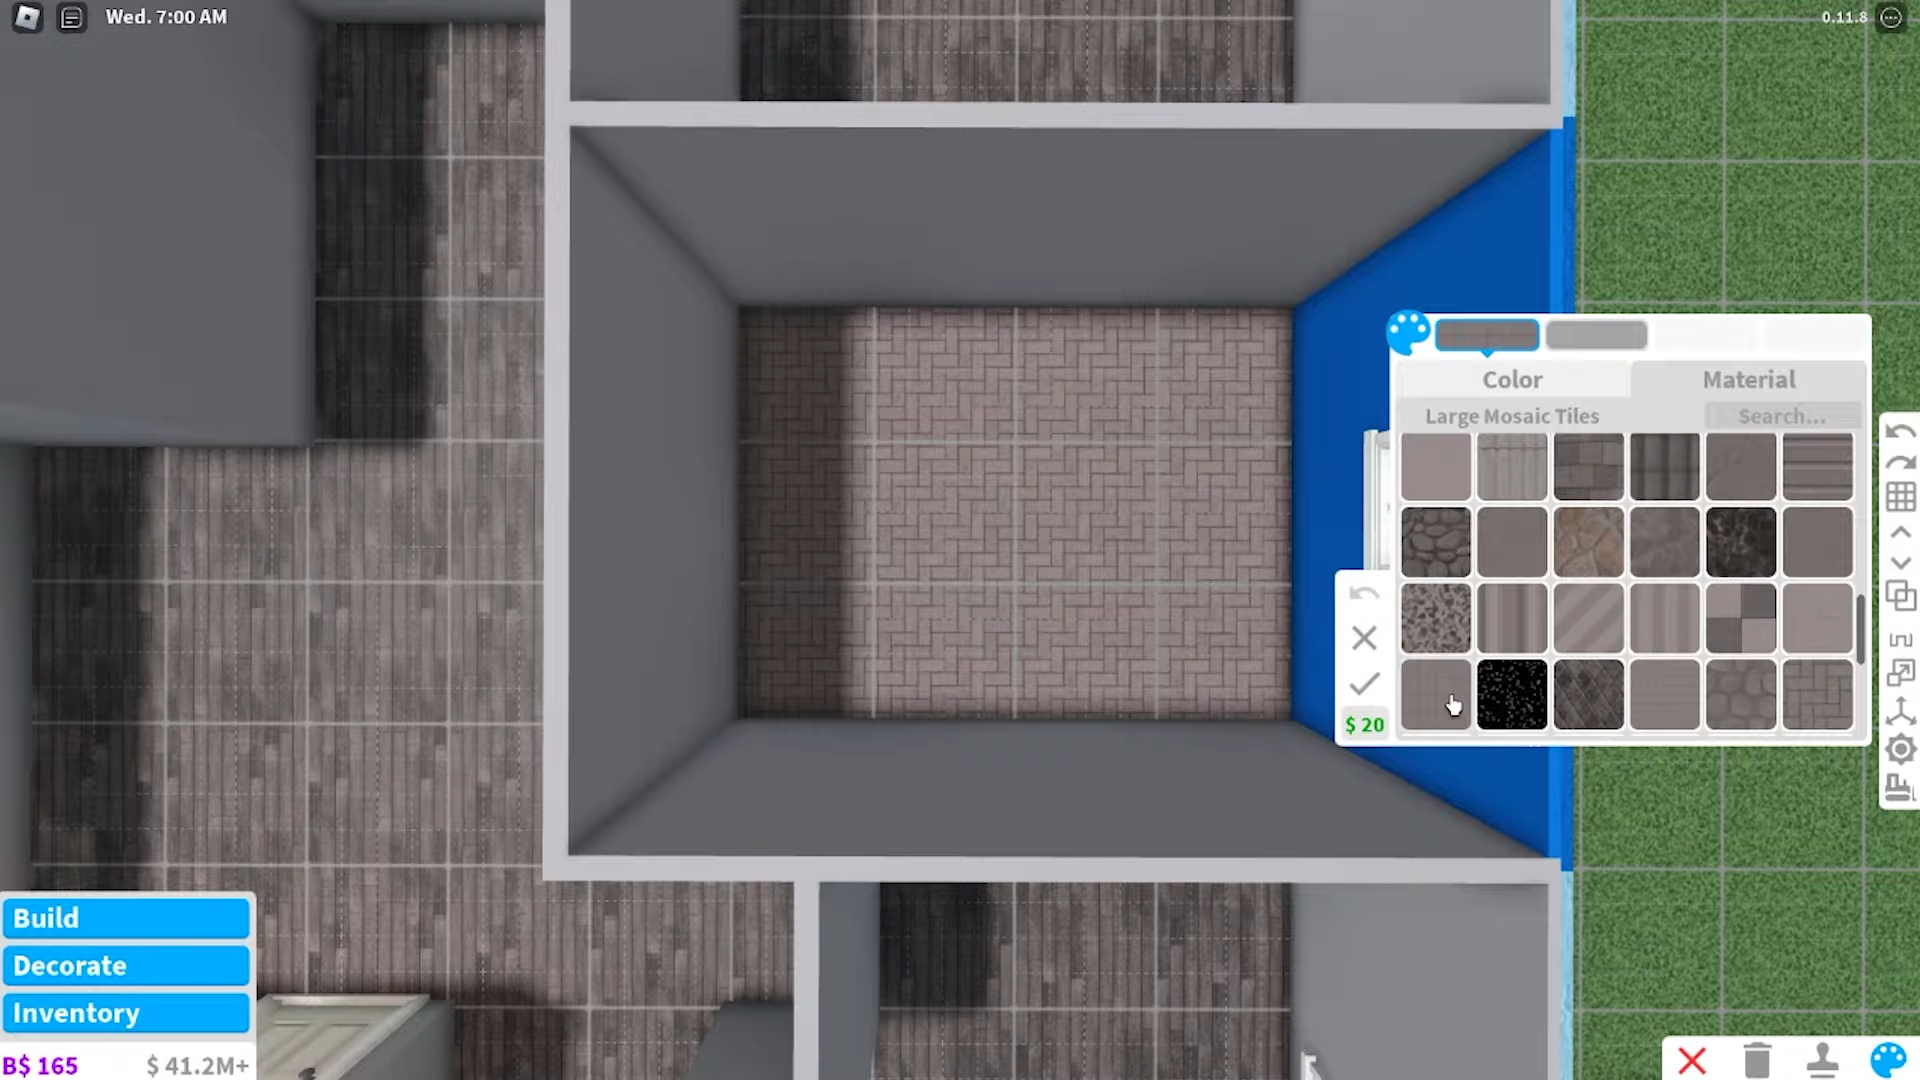 Wed. 7:00 AM
0.11.8
Color
Material
Large Mosaic Tiles
Search...
$ 20
Build
Decorate
Inventory
B$ 165
$ 41.2M+